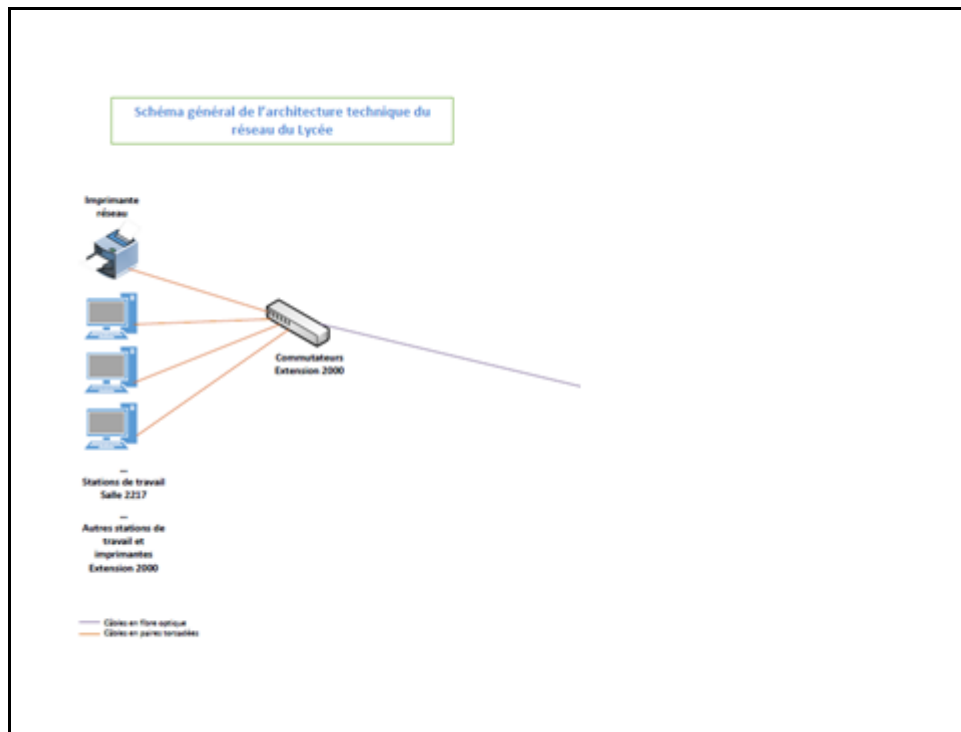 Schéma général de l'architecture technique du
réseau du Lycée
Imprimante
réseau
Commutateurs
Extension 2000
...
Stations de travail
Salle 2217
...
Autres stations de
travail et
imprimantes
Extension 2000
Câbles en fibre optique
Câbles en paires torsadées